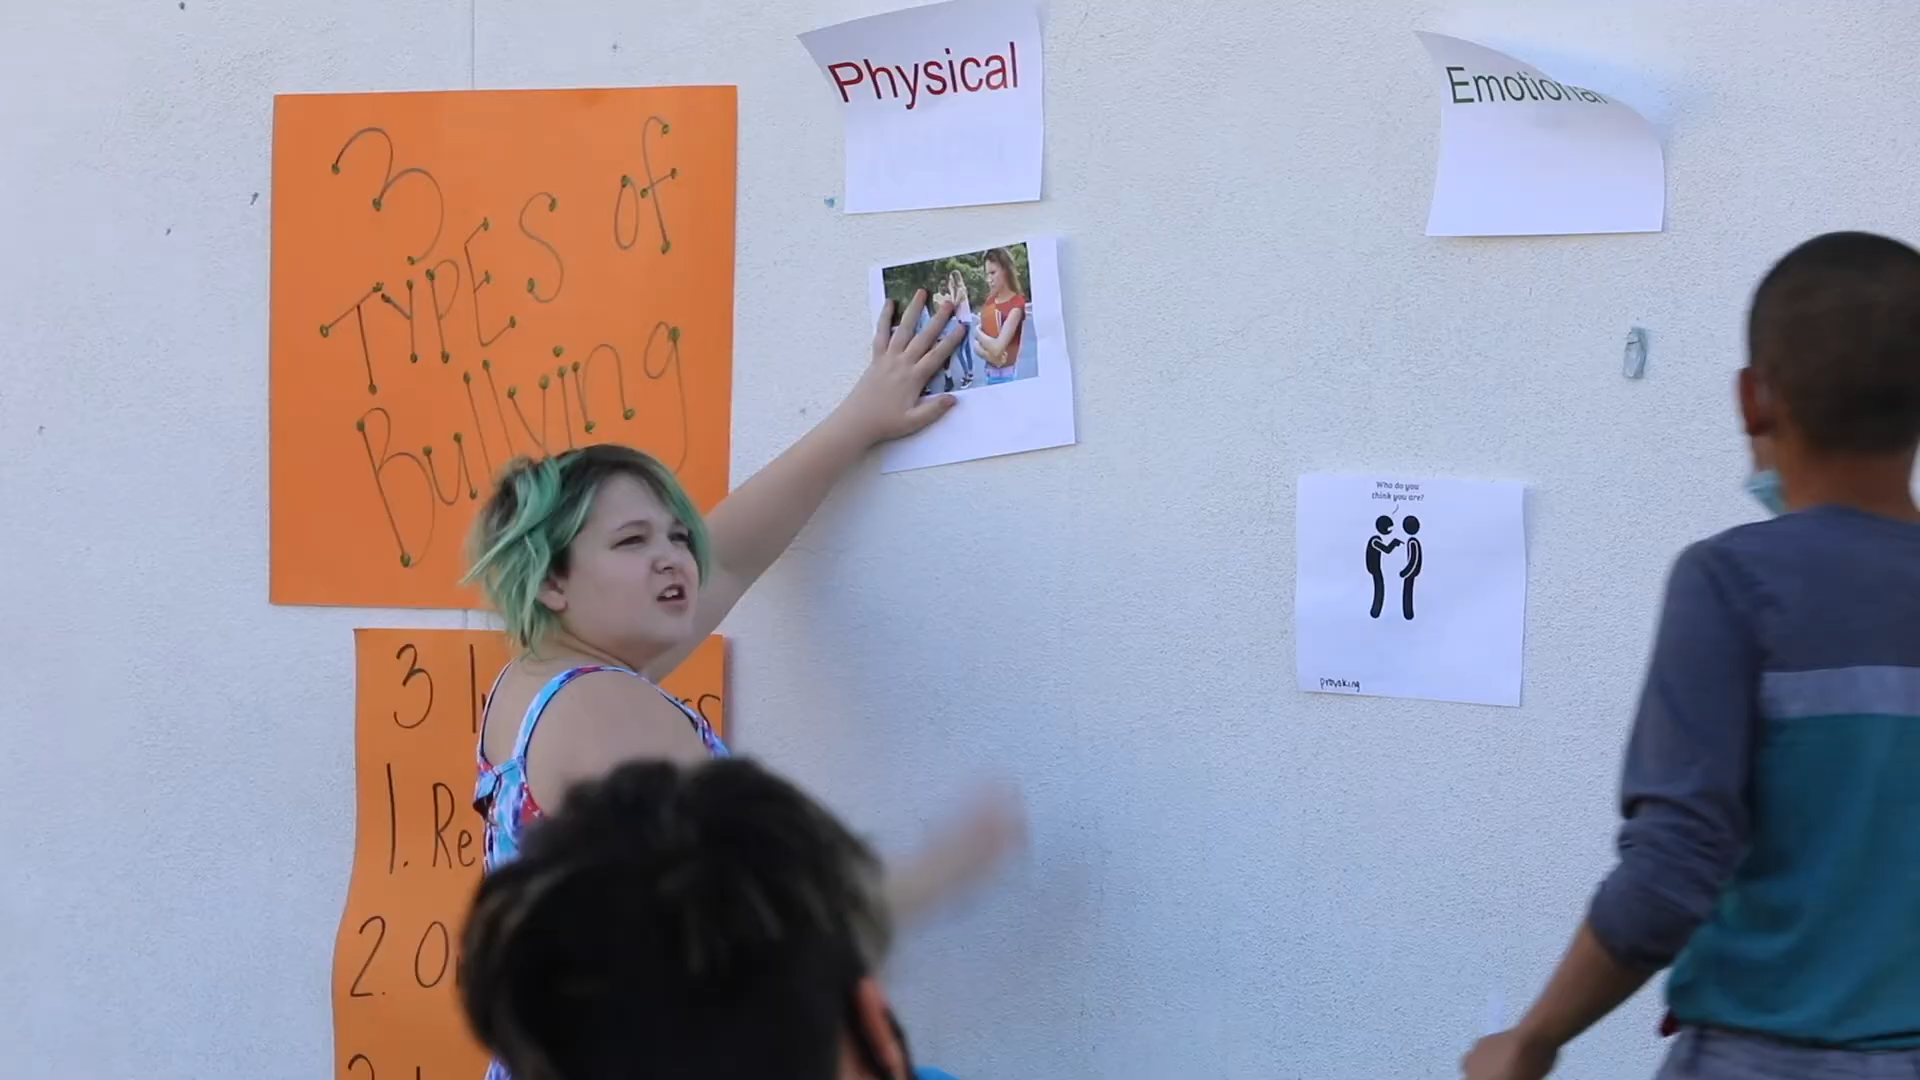 3
TYPES of
Bullying
Physical
Emotional
Who do you
think you are?
provoking
3
1. Re
2. O